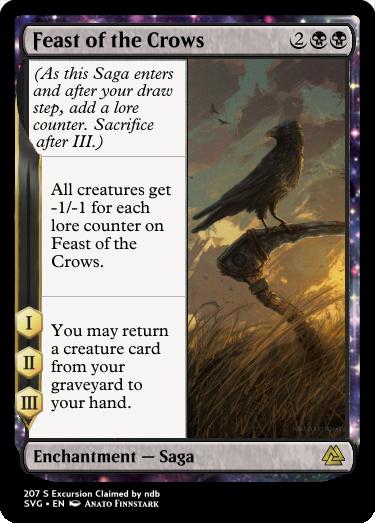 Feast of the Crows 2
(As this Saga enters
and after your draw
step, add a lore
counter. Sacrifice
after III.)
All creatures get
-1/-1 for each
lore counter on
Feast of the
Crows.
I
II
III
You may return
a creature card
from your
graveyard to
your hand.
Enchantment — Saga
207 S Excursion Claimed by ndb
SVG • EN Anato Finnstark